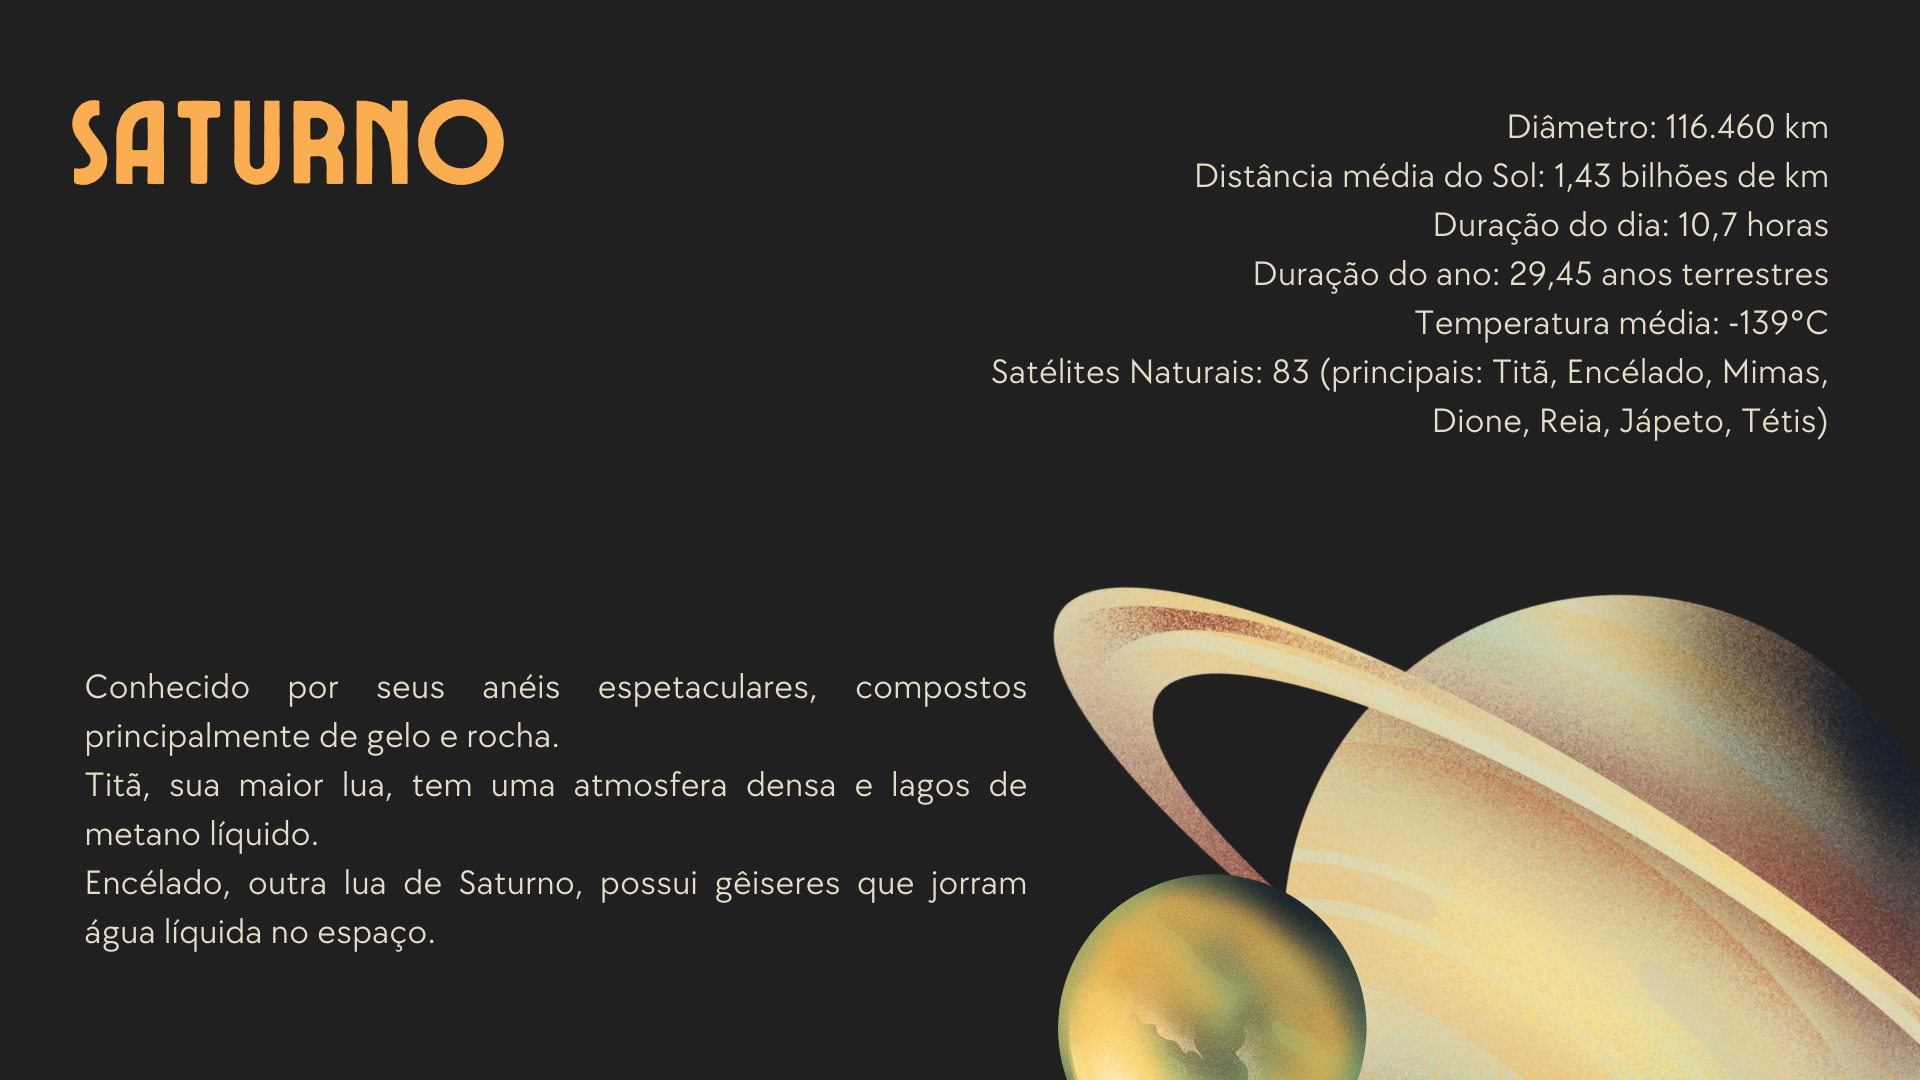 SATURNO
Diâmetro: 116.460 km
Distância média do Sol: 1,43 bilhões de km
Duração do dia: 10,7 horas
Duração do ano: 29,45 anos terrestres
Temperatura média: -139°C
Satélites Naturais: 83 (principais: Titã, Encélado, Mimas,
Dione, Reia, Jápeto, Tétis)
Conhecido por seus anéis espetaculares, compostos
principalmente de gelo e rocha.
Titã, sua maior lua, tem uma atmosfera densa e lagos de
metano líquido.
Encélado, outra lua de Saturno, possui gêiseres que jorram
água líquida no espaço.